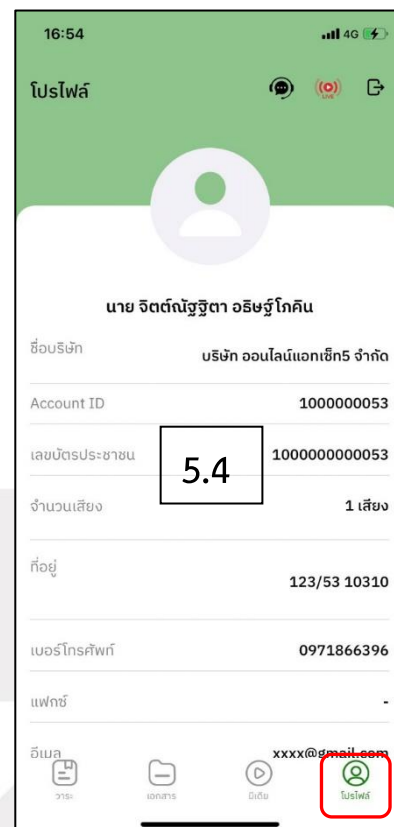 16:54 4G
โปรไฟล์ LIVE
นาย จิตต์ณัฐฐิตา อธิษฐ์โภคิน
ชื่อบริษัท บริษัท ออนไลน์แอทเซ็ท5 จำกัด
Account ID 1000000053
เลขบัตรประชาชน 1000000000053
5.4
จำนวนเสียง 1 เสียง
ที่อยู่ 123/53 10310
เบอร์โทรศัพท์ 0971866396
แฟกซ์ -
อีเมล xxxx@gmail.com
วาระ เอกสาร มีเดีย โปรไฟล์